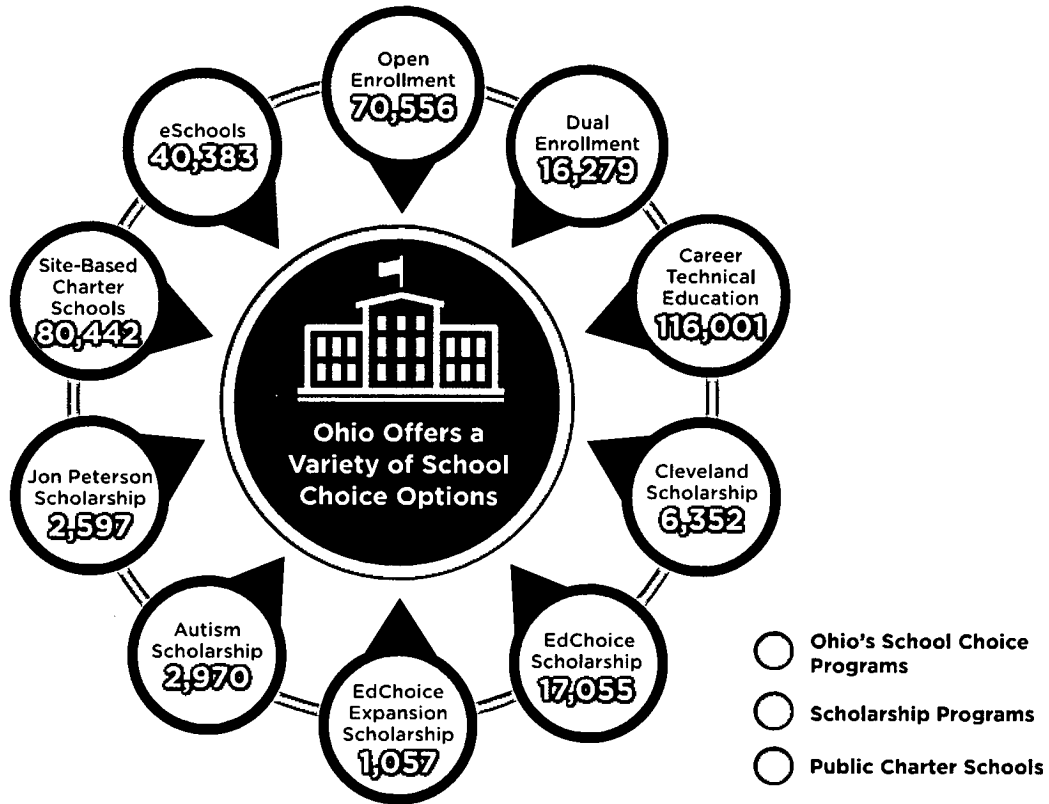 Open
Enrollment
70,556
Dual
Enrollment
16,279
Career
Technical
Education
116,001
Cleveland
Scholarship
6,352
EdChoice
Scholarship
17,055
EdChoice
Expansion
Scholarship
1,057
Autism
Scholarship
2,970
Jon Peterson
Scholarship
2,597
Site-Based
Charter
Schools
80,442
eSchools
40,383
Ohio Offers a
Variety of School
Choice Options
Ohio's School Choice
Programs
Scholarship Programs
Public Charter Schools